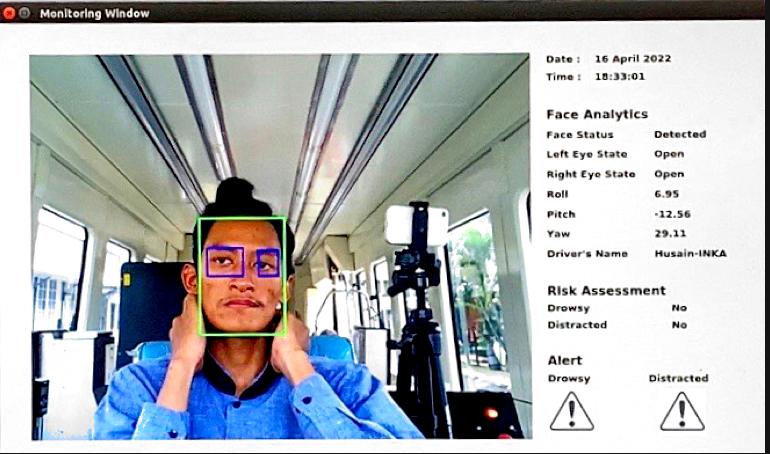 Monitoring Window
Date : 16 April 2022
Time : 18:33:01
Face Analytics
Face Status Detected
Left Eye State Open
Right Eye State Open
Roll 6.95
Pitch -12.56
Yaw 29.11
Driver's Name Husain-INKA
Risk Assessment
Drowsy No
Distracted No
Alert
Drowsy Distracted